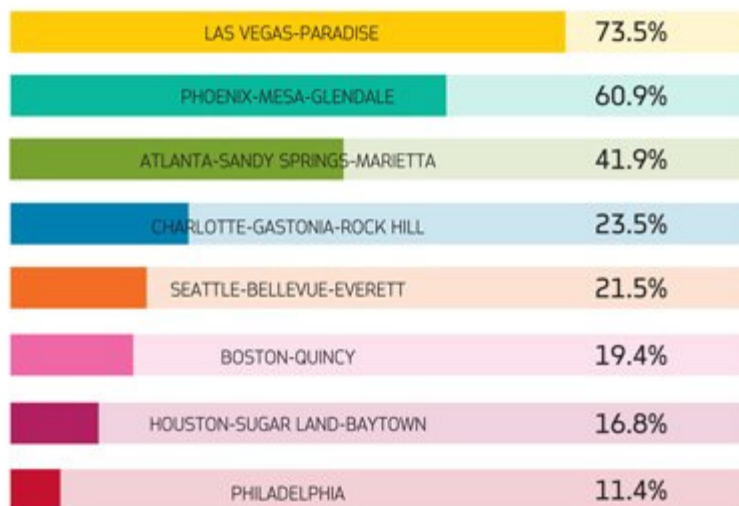 LAS VEGAS-PARADISE 73.5%
PHOENIX-MESA-GLENDALE 60.9%
ATLANTA-SANDY SPRINGS-MARIETTA 41.9%
CHARLOTTE-GASTONIA-ROCK HILL 23.5%
SEATTLE-BELLEVUE-EVERETT 21.5%
BOSTON-QUINCY 19.4%
HOUSTON-SUGAR LAND-BAYTOWN 16.8%
PHILADELPHIA 11.4%